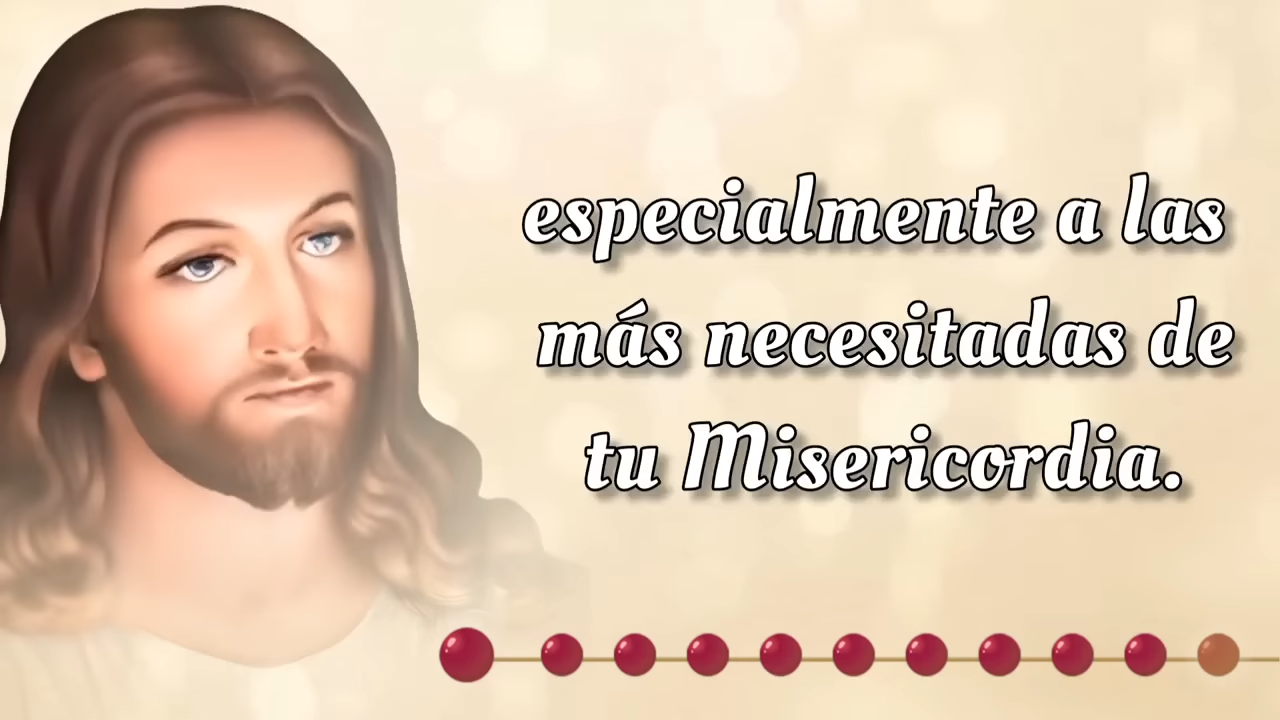 especialmente a las
más necesitadas de
tu Misericordia.